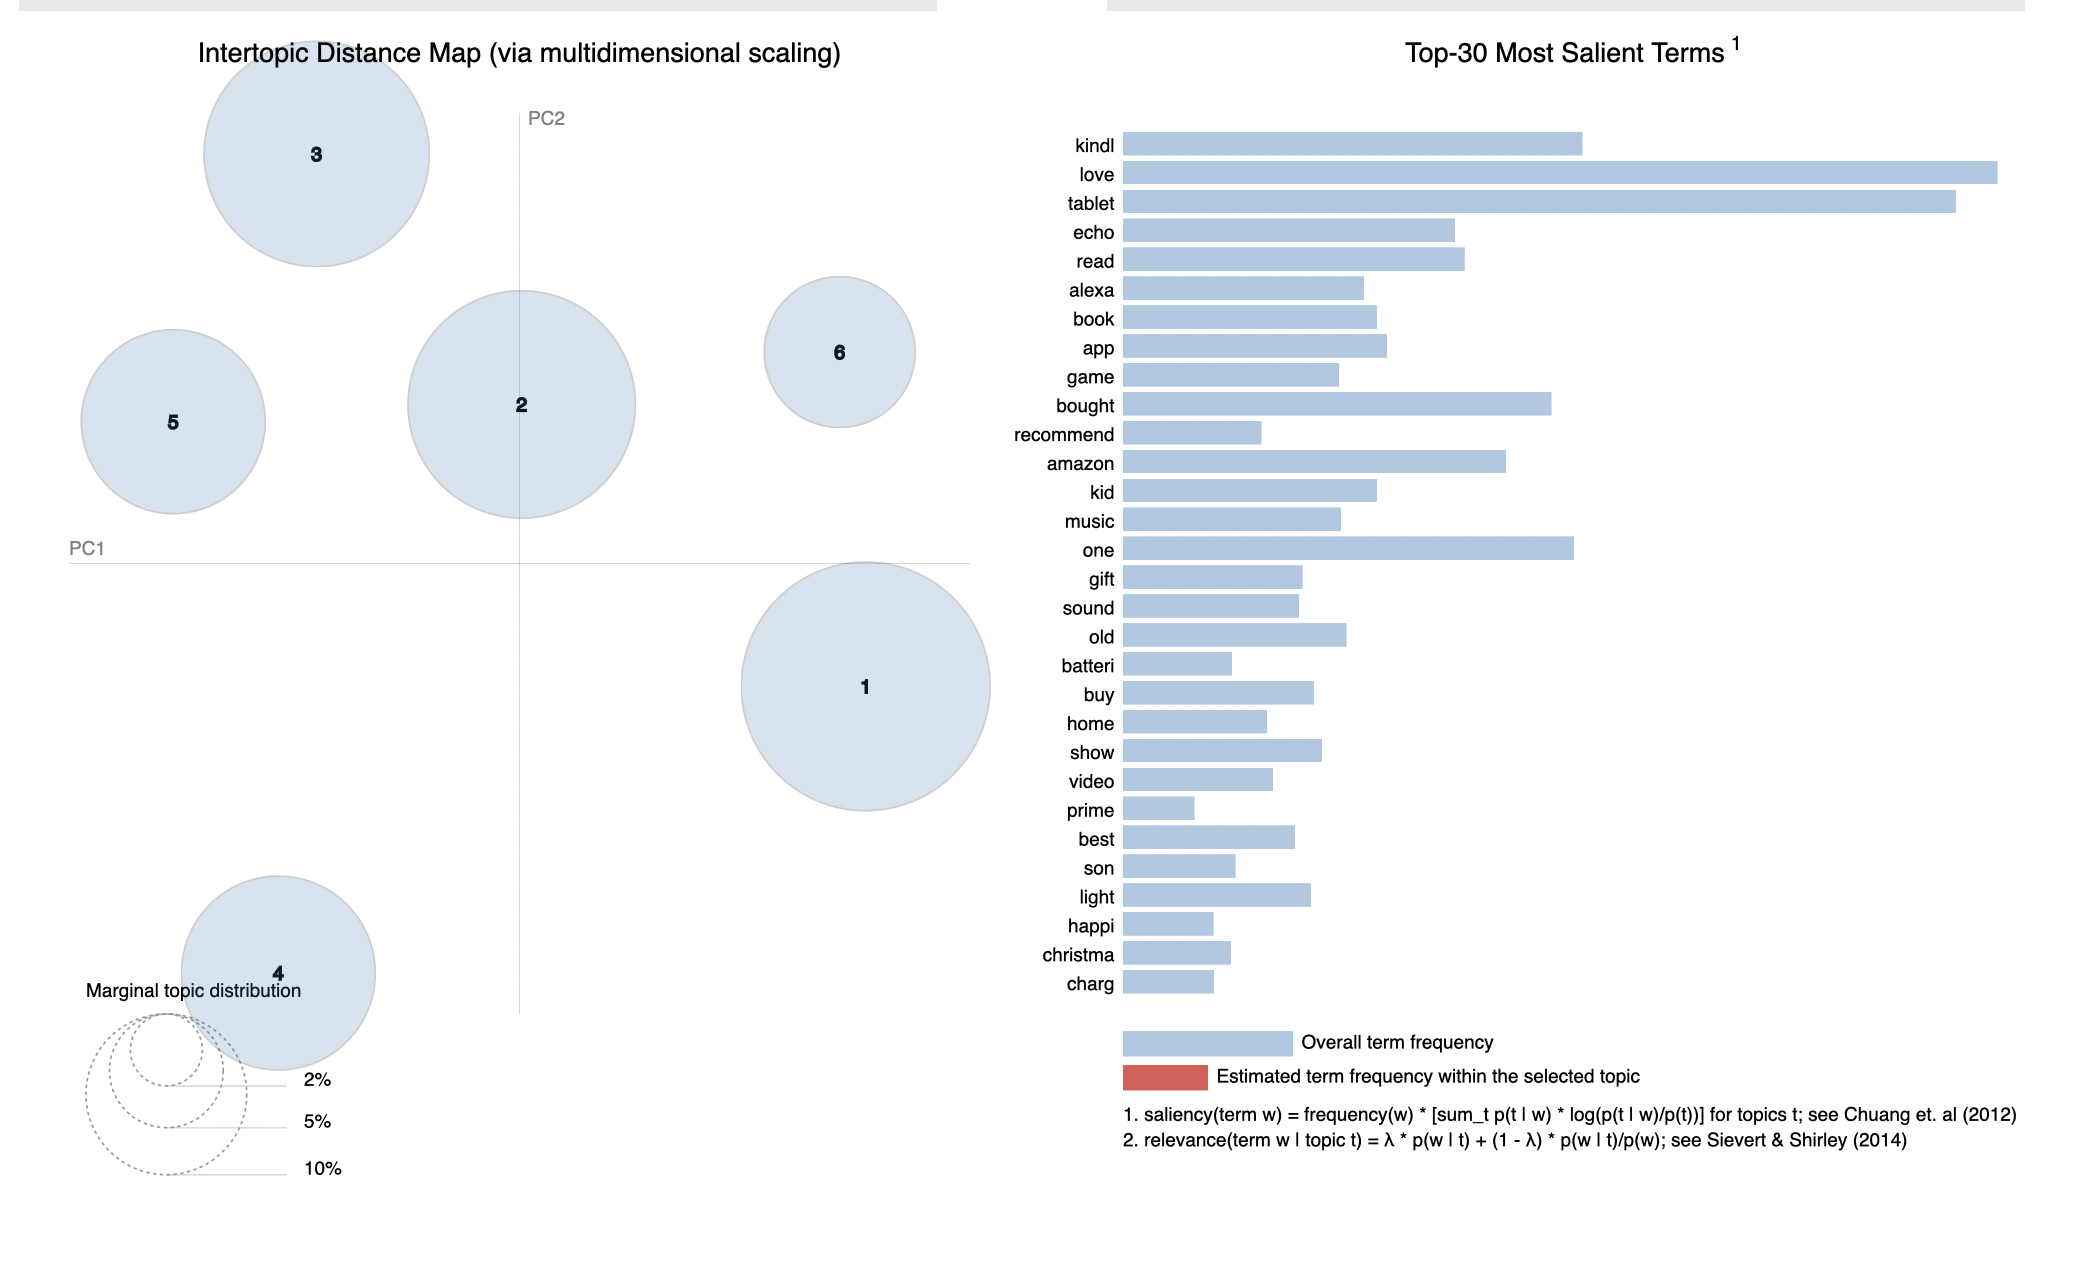 Intertopic Distance Map (via multidimensional scaling)
PC2
3
6
2
5
PC1
1
4
Marginal topic distribution
2%
5%
10%
Top-30 Most Salient Terms 1
kindl
love
tablet
echo
read
alexa
book
app
game
bought
recommend
amazon
kid
music
one
gift
sound
old
batteri
buy
home
show
video
prime
best
son
light
happi
christma
charg
Overall term frequency
Estimated term frequency within the selected topic
1. saliency(term w) = frequency(w) * [sum_t p(t | w) * log(p(t | w)/p(t))] for topics t; see Chuang et. al (2012)
2. relevance(term w | topic t) = λ * p(w | t) + (1 - λ) * p(w | t)/p(w); see Sievert & Shirley (2014)